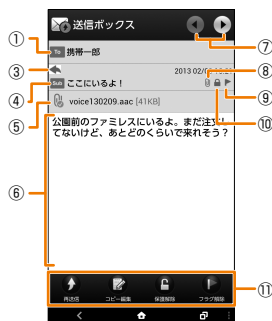 送信ボックス
① To 携帯一郎 ⑦
③ 2013 02/0 ⑧
④ Sub ここにいるよ！ ⑨
⑤ voice130209.aac [41KB] ⑩
公園前のファミレスにいるよ。まだ注文し
てないけど、あとどのくらいで来れそう？
⑥
再送信 コピー編集 保護解除 フラグ解除 ⑪